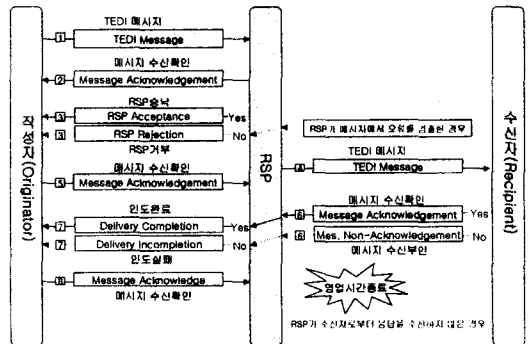 TEDI 메시지
1 TEDI Message
메시지 수신확인
2 Message Acknowledgement
RSP승낙
3 RSP Acceptance Yes
3 RSP Rejection No
RSP거부
메시지 수신확인
5 Message Acknowledgement
인도완료
7 Delivery Completion Yes
7 Delivery Incompletion No
인도실패
8 Message Acknowledge
메시지 수신확인
작성자(Originator)
RSP
RSP가 메시지에서 오류를 검출한 경우
TEDI 메시지
4 TEDI Message
메시지 수신확인
6 Message Acknowledgement Yes
6 Mes. Non-Acknowledgement No
메시지 수신부인
영업시간종료
RSP가 수신자로부터 응답을 수신하지 않은 경우
수신자(Recipient)